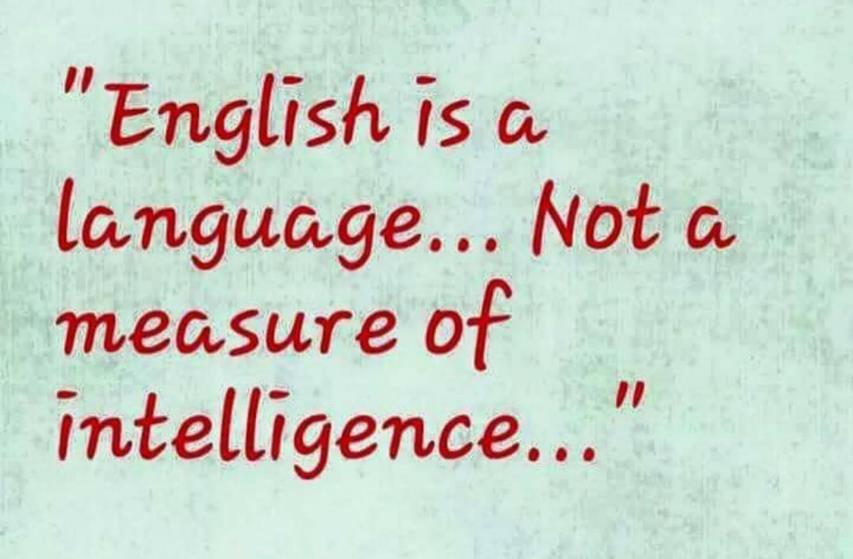 "English is a
language... Not a
measure of
intelligence..."